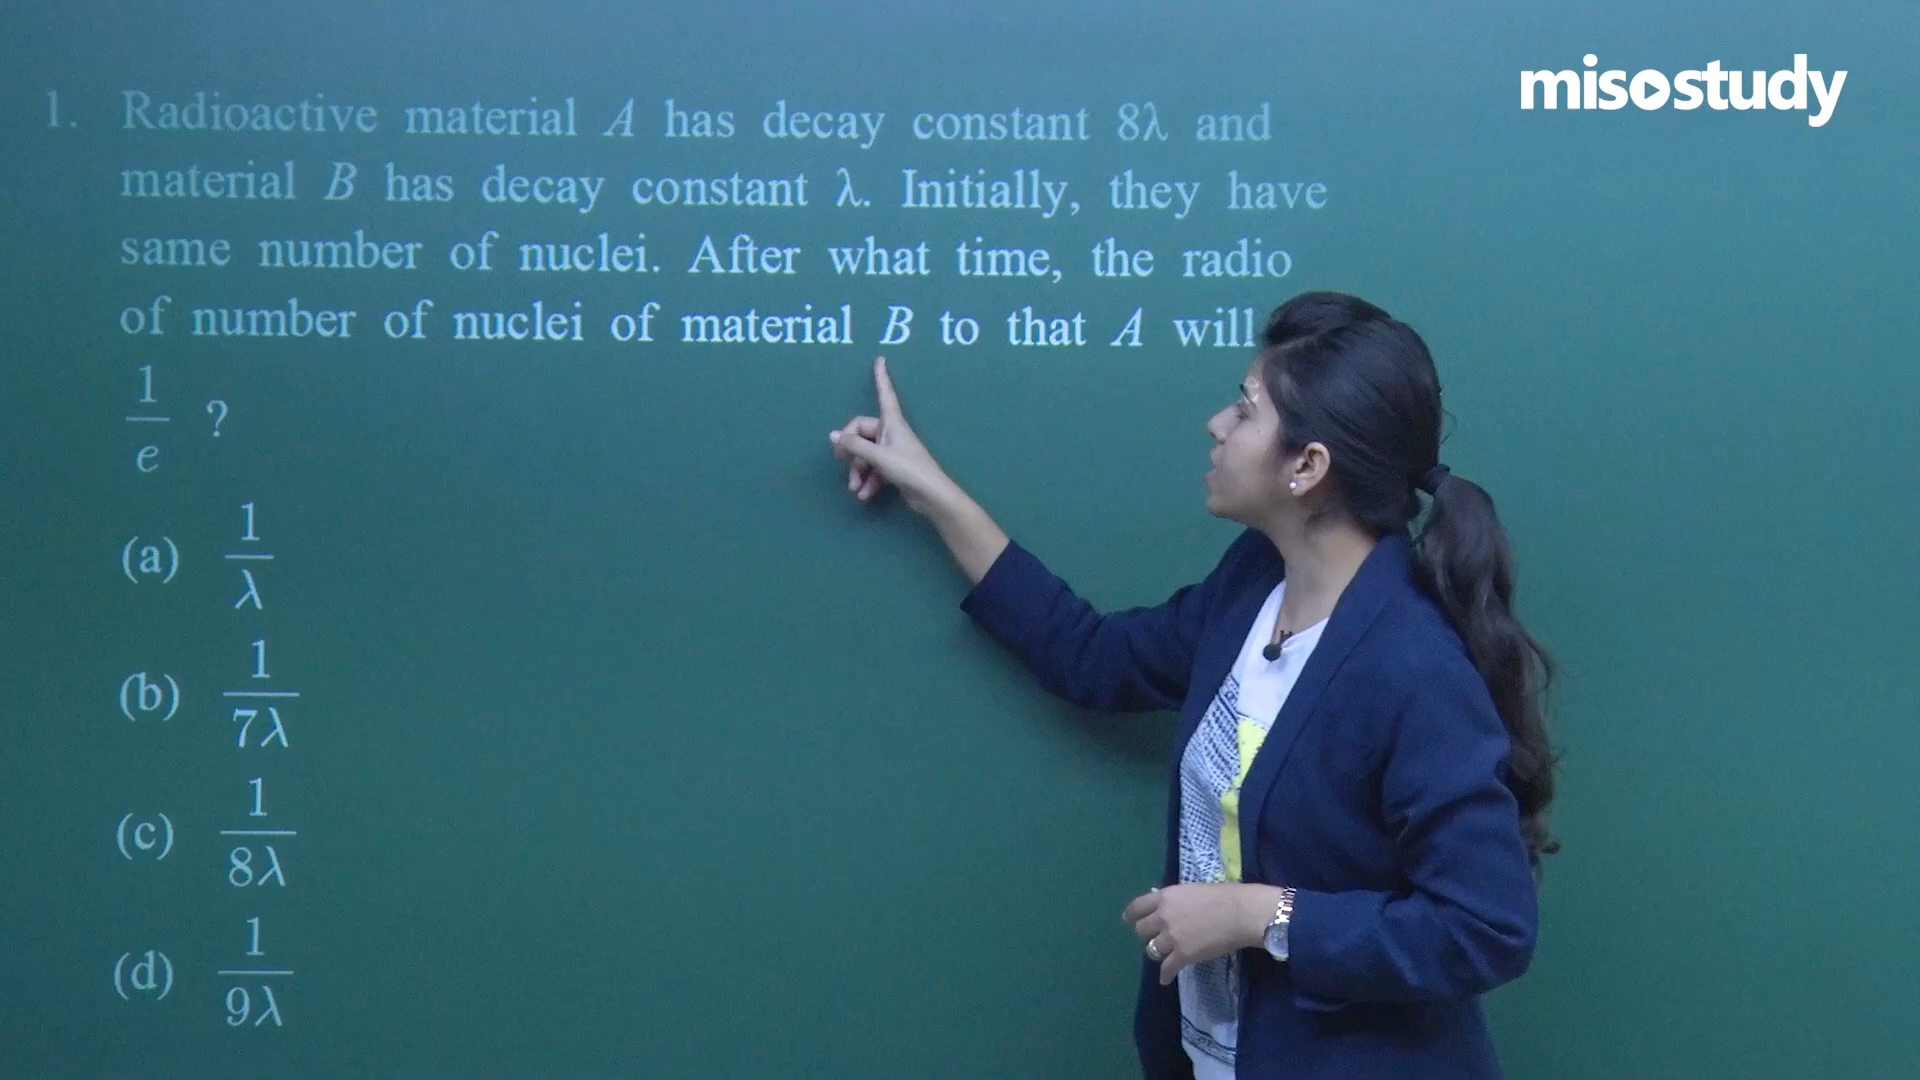 misostudy
1. Radioactive material A has decay constant 8λ and
material B has decay constant λ. Initially, they have
same number of nuclei. After what time, the radio
of number of nuclei of material B to that A will
1/e ?
(a) 1/λ
(b) 1/7λ
(c) 1/8λ
(d) 1/9λ